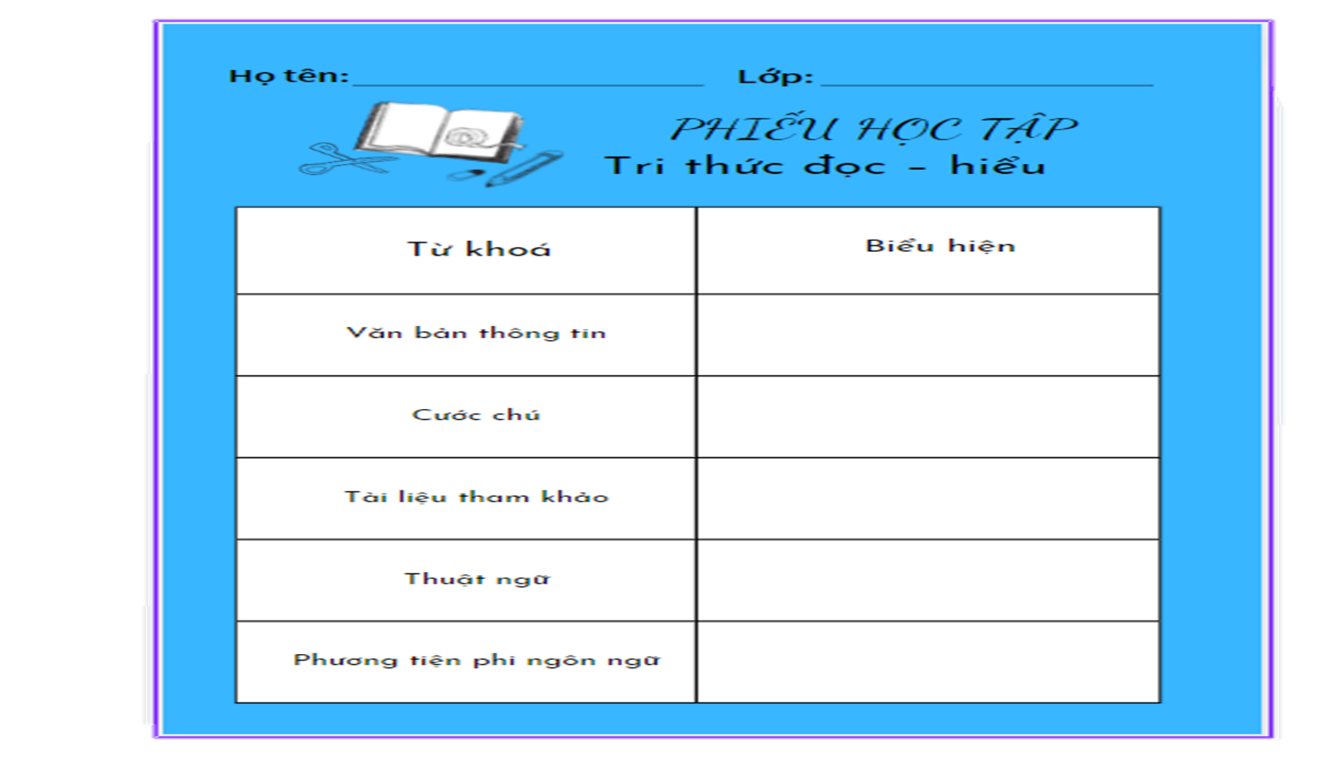 Họ tên:
Lớp:
PHIẾU HỌC TẬP
Tri thức đọc – hiểu
Từ khoá
Biểu hiện
Văn bản thông tin
Cước chú
Tài liệu tham khảo
Thuật ngữ
Phương tiện phi ngôn ngữ